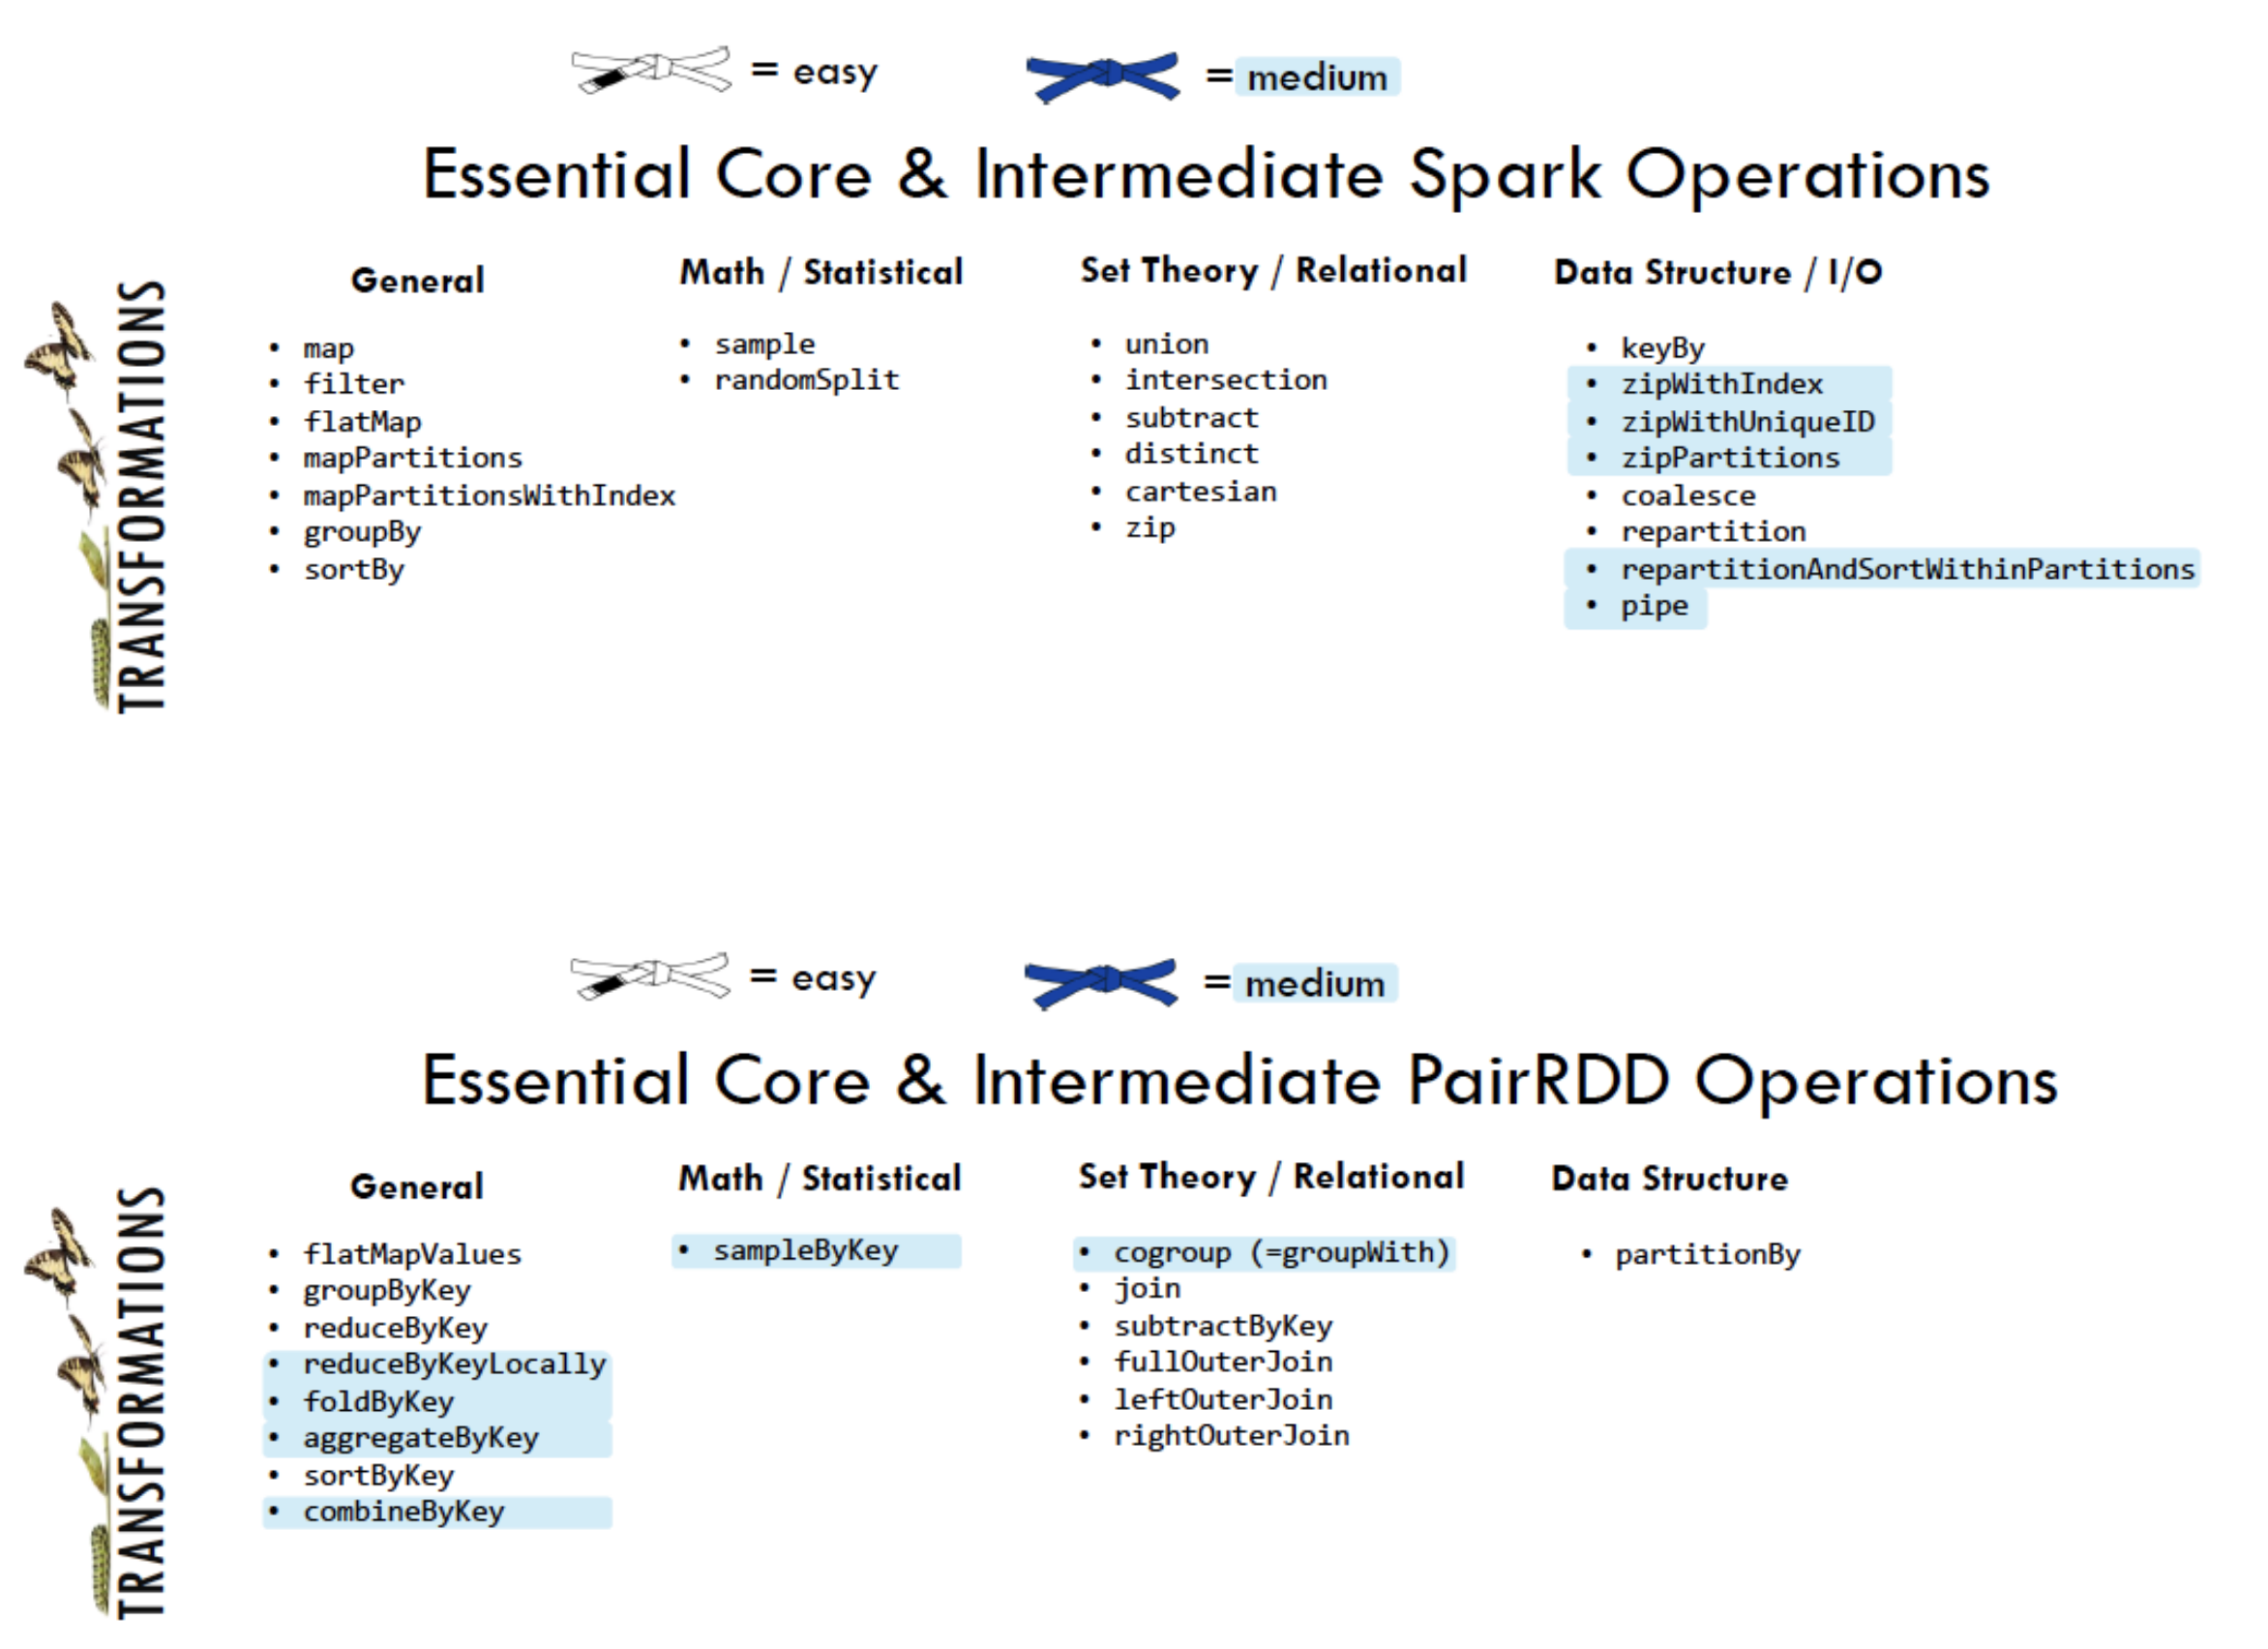 = easy
= medium
Essential Core & Intermediate Spark Operations
TRANSFORMATIONS
General
• map
• filter
• flatMap
• mapPartitions
• mapPartitionsWithIndex
• groupBy
• sortBy
Math / Statistical
• sample
• randomSplit
Set Theory / Relational
• union
• intersection
• subtract
• distinct
• cartesian
• zip
Data Structure / I/O
• keyBy
• zipWithIndex
• zipWithUniqueID
• zipPartitions
• coalesce
• repartition
• repartitionAndSortWithinPartitions
• pipe
= easy
= medium
Essential Core & Intermediate PairRDD Operations
TRANSFORMATIONS
General
• flatMapValues
• groupByKey
• reduceByKey
• reduceByKeyLocally
• foldByKey
• aggregateByKey
• sortByKey
• combineByKey
Math / Statistical
• sampleByKey
Set Theory / Relational
• cogroup (=groupWith)
• join
• subtractByKey
• fullOuterJoin
• leftOuterJoin
• rightOuterJoin
Data Structure
• partitionBy